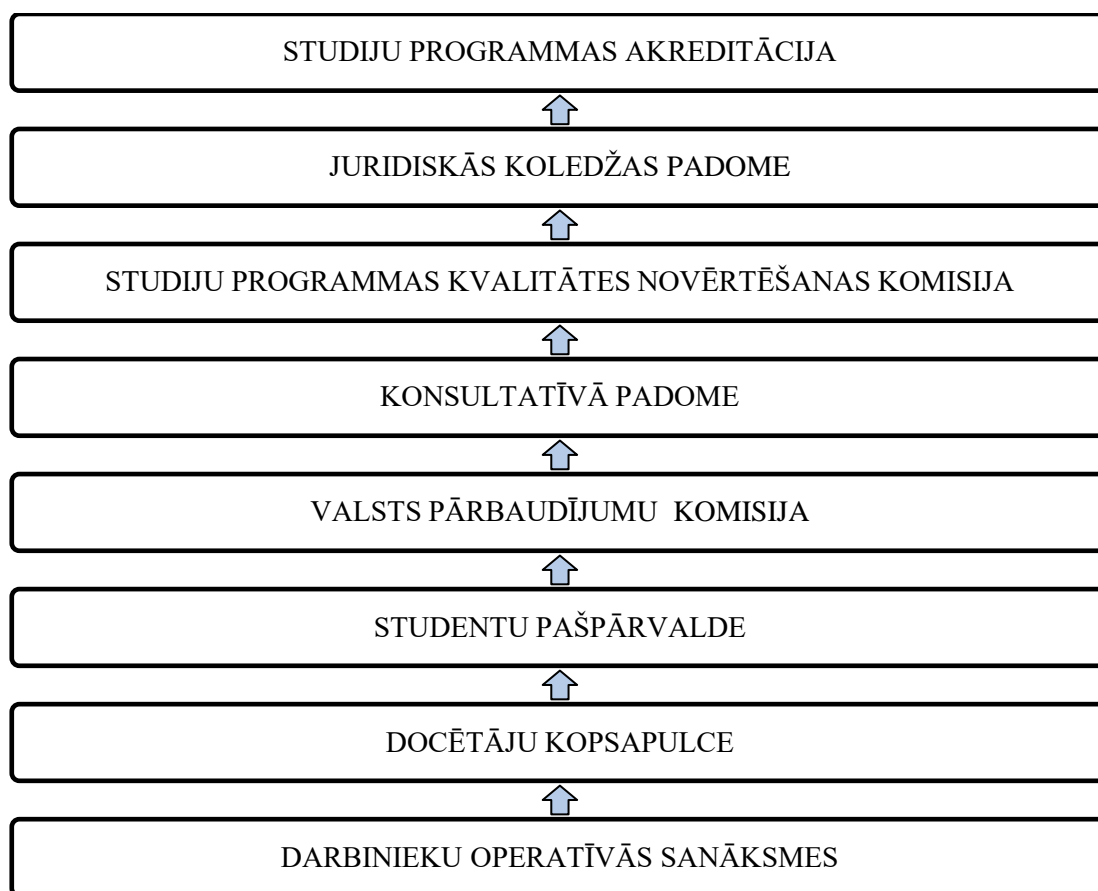 STUDIJU PROGRAMMAS AKREDITĀCIJA
JURIDISKĀS KOLEDŽAS PADOME
STUDIJU PROGRAMMAS KVALITĀTES NOVĒRTĒŠANAS KOMISIJA
KONSULTATĪVĀ PADOME
VALSTS PĀRBAUDĪJUMU KOMISIJA
STUDENTU PAŠPĀRVALDE
DOCĒTĀJU KOPSAPULCE
DARBINIEKU OPERATĪVĀS SANĀKSMES